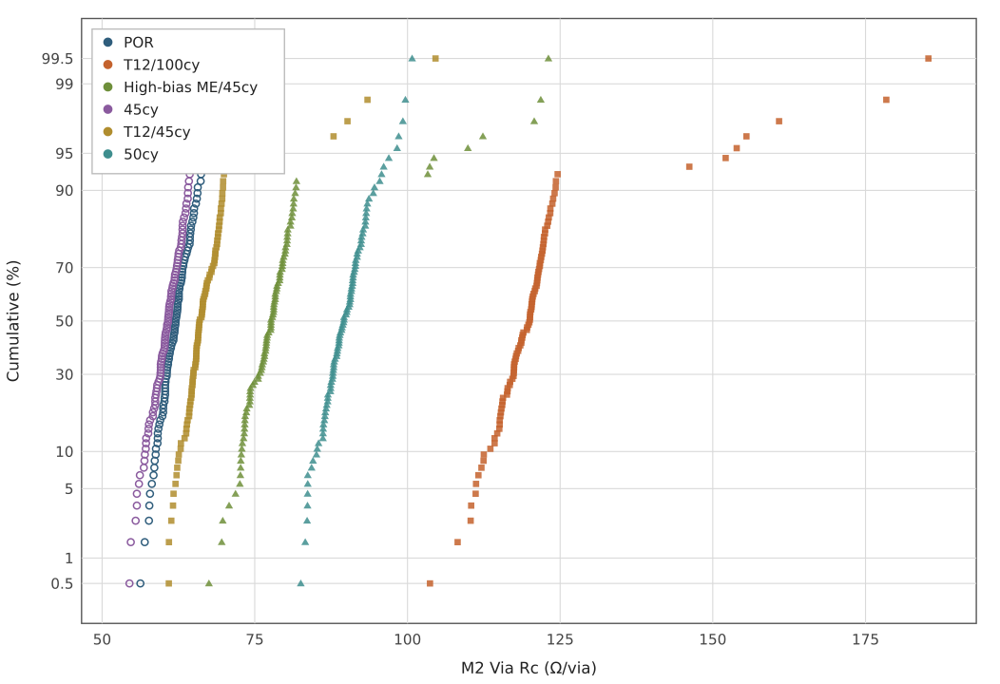 POR
T12/100cy
High-bias ME/45cy
45cy
T12/45cy
50cy
99.5
99
95
90
70
50
30
10
5
1
0.5
Cumulative (%)
50
75
100
125
150
175
M2 Via Rc (Ω/via)